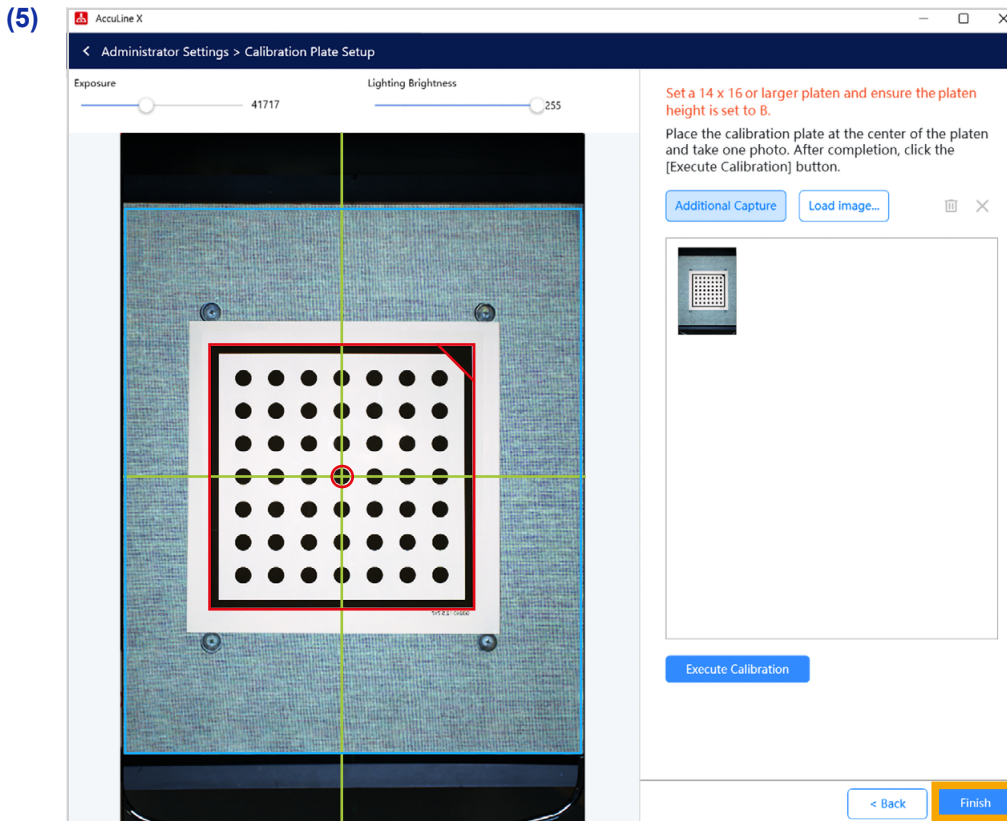 (5)
AccuLine X
Administrator Settings > Calibration Plate Setup
Exposure
41717
Lighting Brightness
255
Set a 14 x 16 or larger platen and ensure the platen
height is set to B.
Place the calibration plate at the center of the platen
and take one photo. After completion, click the
[Execute Calibration] button.
Additional Capture
Load image...
Execute Calibration
< Back
Finish